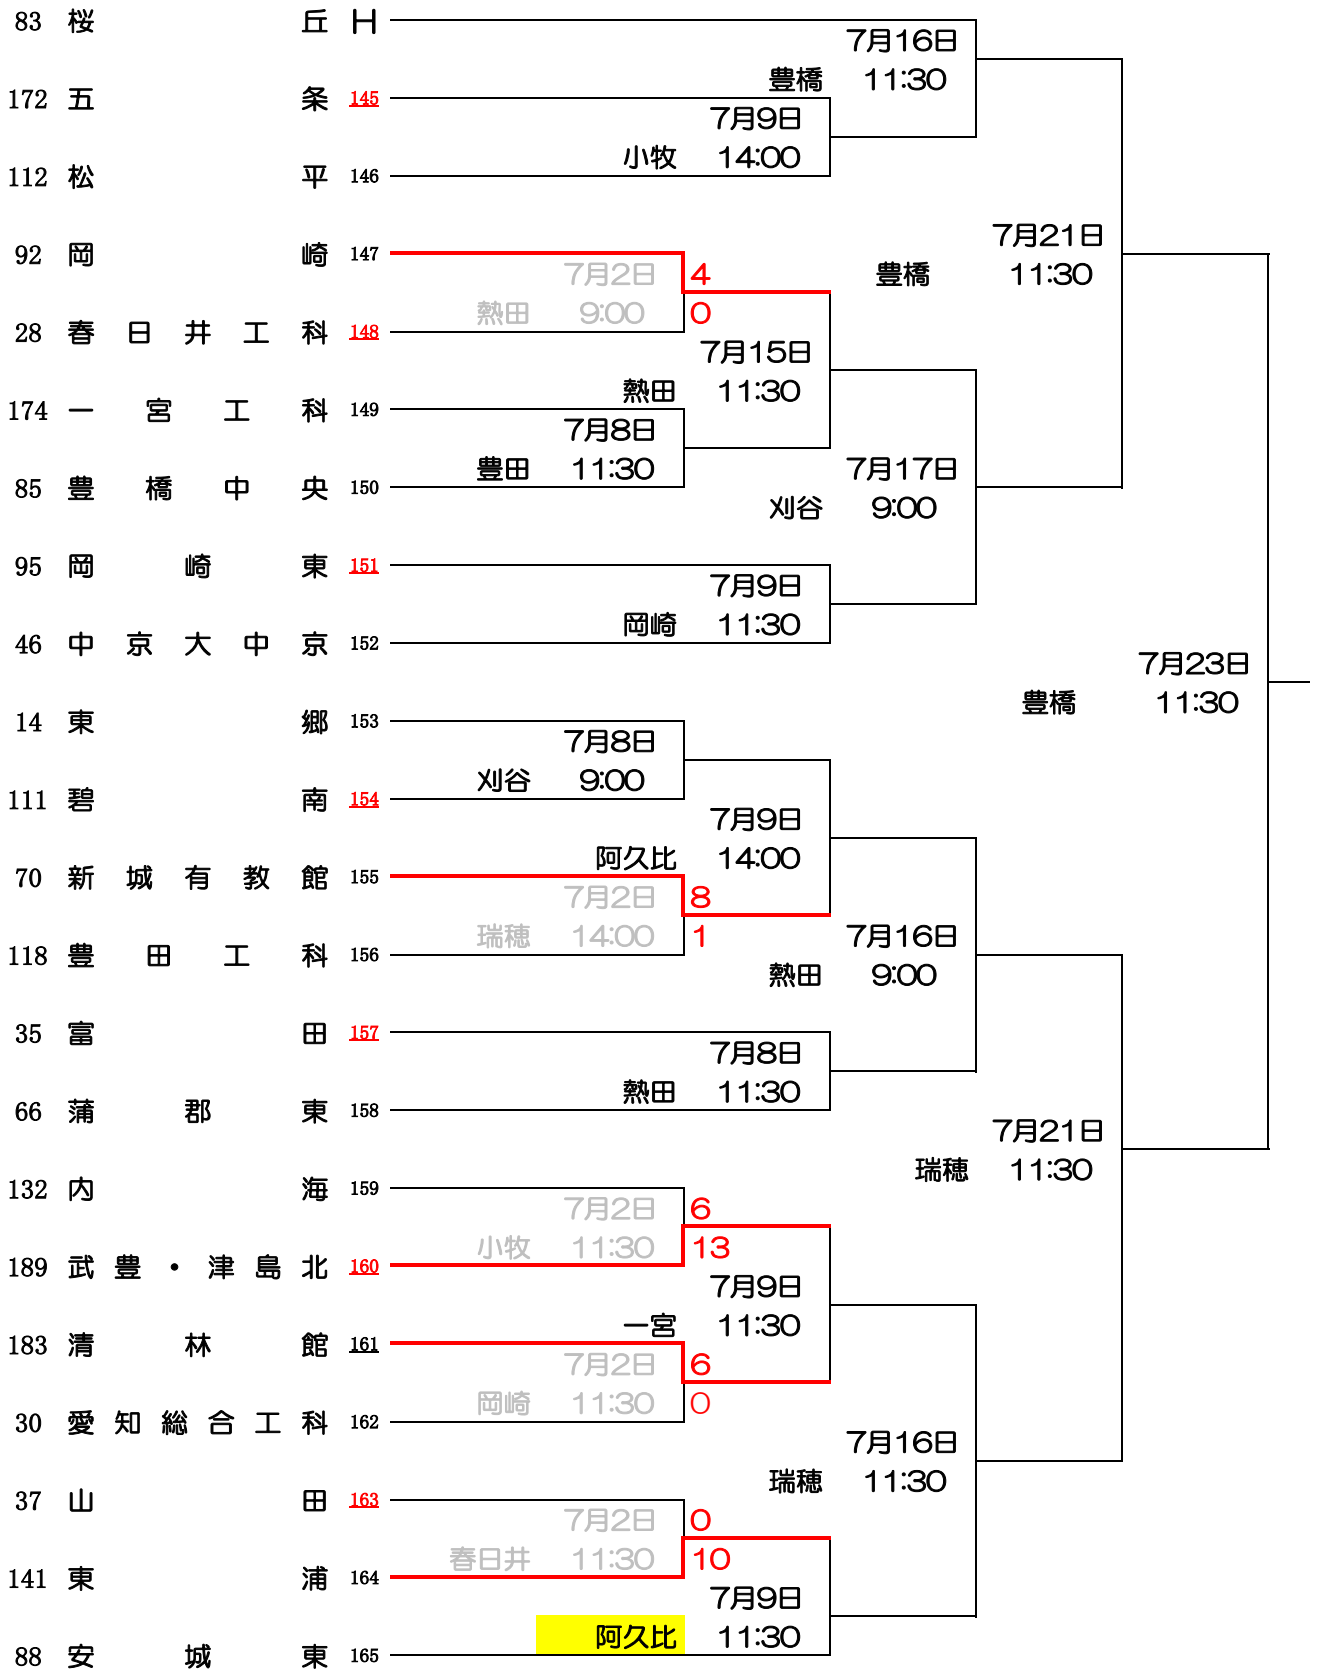 83 桜丘 H
7月16日
豊橋 11:30
172 五条 145
7月9日
小牧 14:00
112 松平 146
7月21日
豊橋 11:30
92 岡崎 147
7月2日 4
熱田 9:00 0
28 春日井工科 148
7月15日
熱田 11:30
174 一宮工科 149
7月8日
豊田 11:30
85 豊橋中央 150
7月17日
刈谷 9:00
95 岡崎東 151
7月9日
岡崎 11:30
46 中京大中京 152
7月23日
豊橋 11:30
14 東郷 153
7月8日
刈谷 9:00
111 碧南 154
7月9日
阿久比 14:00
70 新城有教館 155
7月2日 8
瑞穂 14:00 1
118 豊田工科 156
7月16日
熱田 9:00
35 富田 157
7月8日
熱田 11:30
66 蒲郡東 158
7月21日
瑞穂 11:30
132 内海 159
7月2日 6
小牧 11:30 13
189 武豊・津島北 160
7月9日
一宮 11:30
183 清林館 161
7月2日 6
岡崎 11:30 0
30 愛知総合工科 162
7月16日
瑞穂 11:30
37 山田 163
7月2日 0
春日井 11:30 10
141 東浦 164
7月9日
阿久比 11:30
88 安城東 165